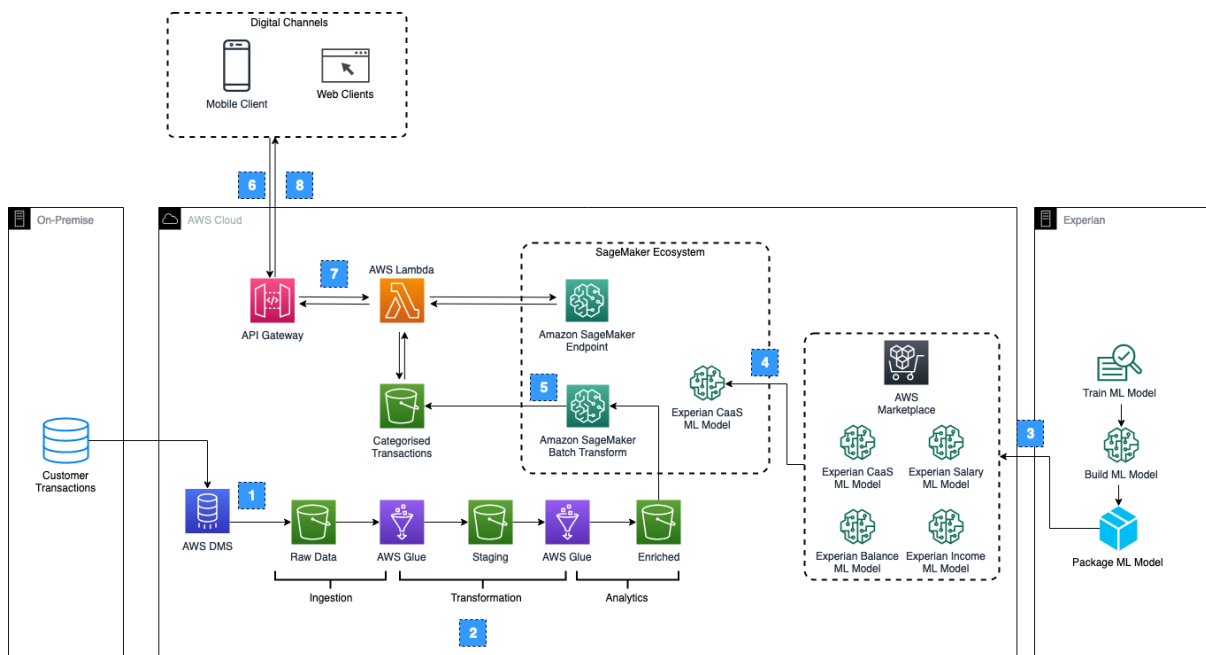 Digital Channels
Mobile Client
Web Clients
6
8
On-Premise
AWS Cloud
Experian
SageMaker Ecosystem
7
AWS Lambda
API Gateway
Amazon SageMaker
Endpoint
4
AWS
Marketplace
Train ML Model
5
Experian CaaS
ML Model
Categorised
Transactions
Amazon SageMaker
Batch Transform
3
Customer
Transactions
Experian CaaS
ML Model
Experian Salary
ML Model
Build ML Model
1
AWS DMS
Raw Data
AWS Glue
Staging
AWS Glue
Enriched
Experian Balance
ML Model
Experian Income
ML Model
Package ML Model
Ingestion
Transformation
Analytics
2